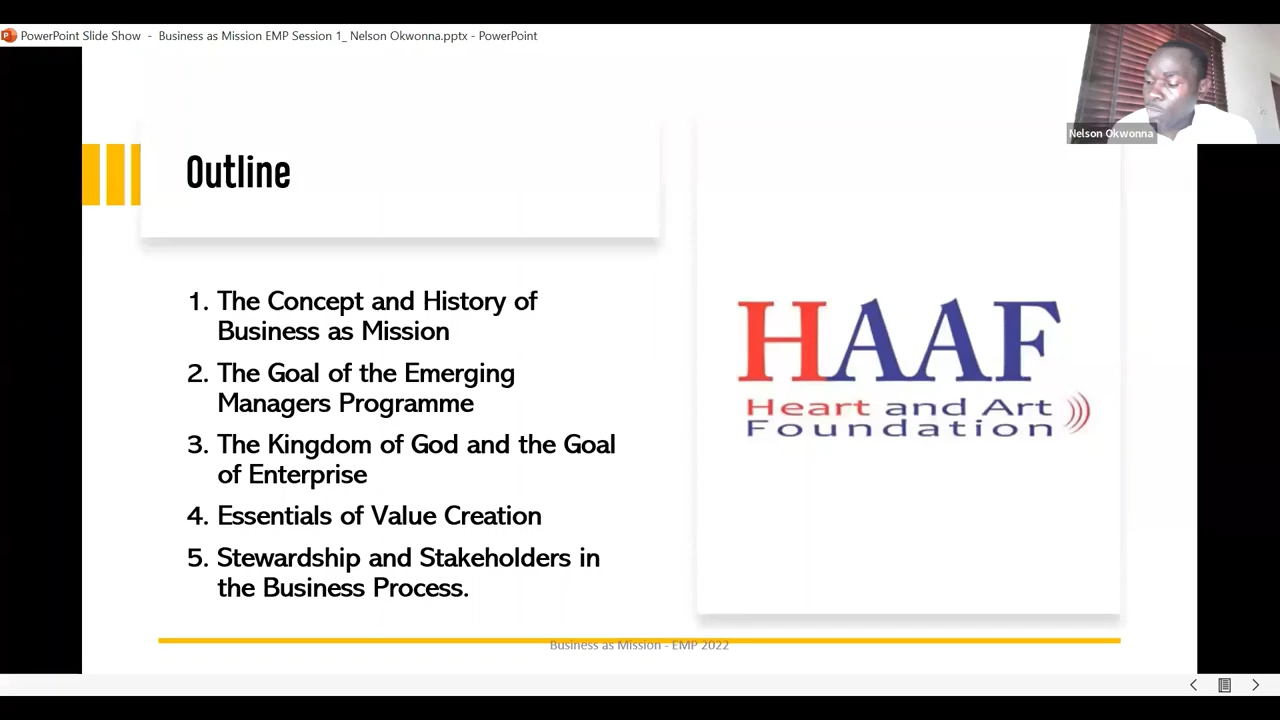 PowerPoint Slide Show - Business as Mission EMP Session 1_ Nelson Okwonna.pptx - PowerPoint
Nelson Okwonna
Outline
1. The Concept and History of
Business as Mission
2. The Goal of the Emerging
Managers Programme
3. The Kingdom of God and the Goal
of Enterprise
4. Essentials of Value Creation
5. Stewardship and Stakeholders in
the Business Process.
HAAF
Heart and Art
Foundation
Business as Mission - EMP 2022